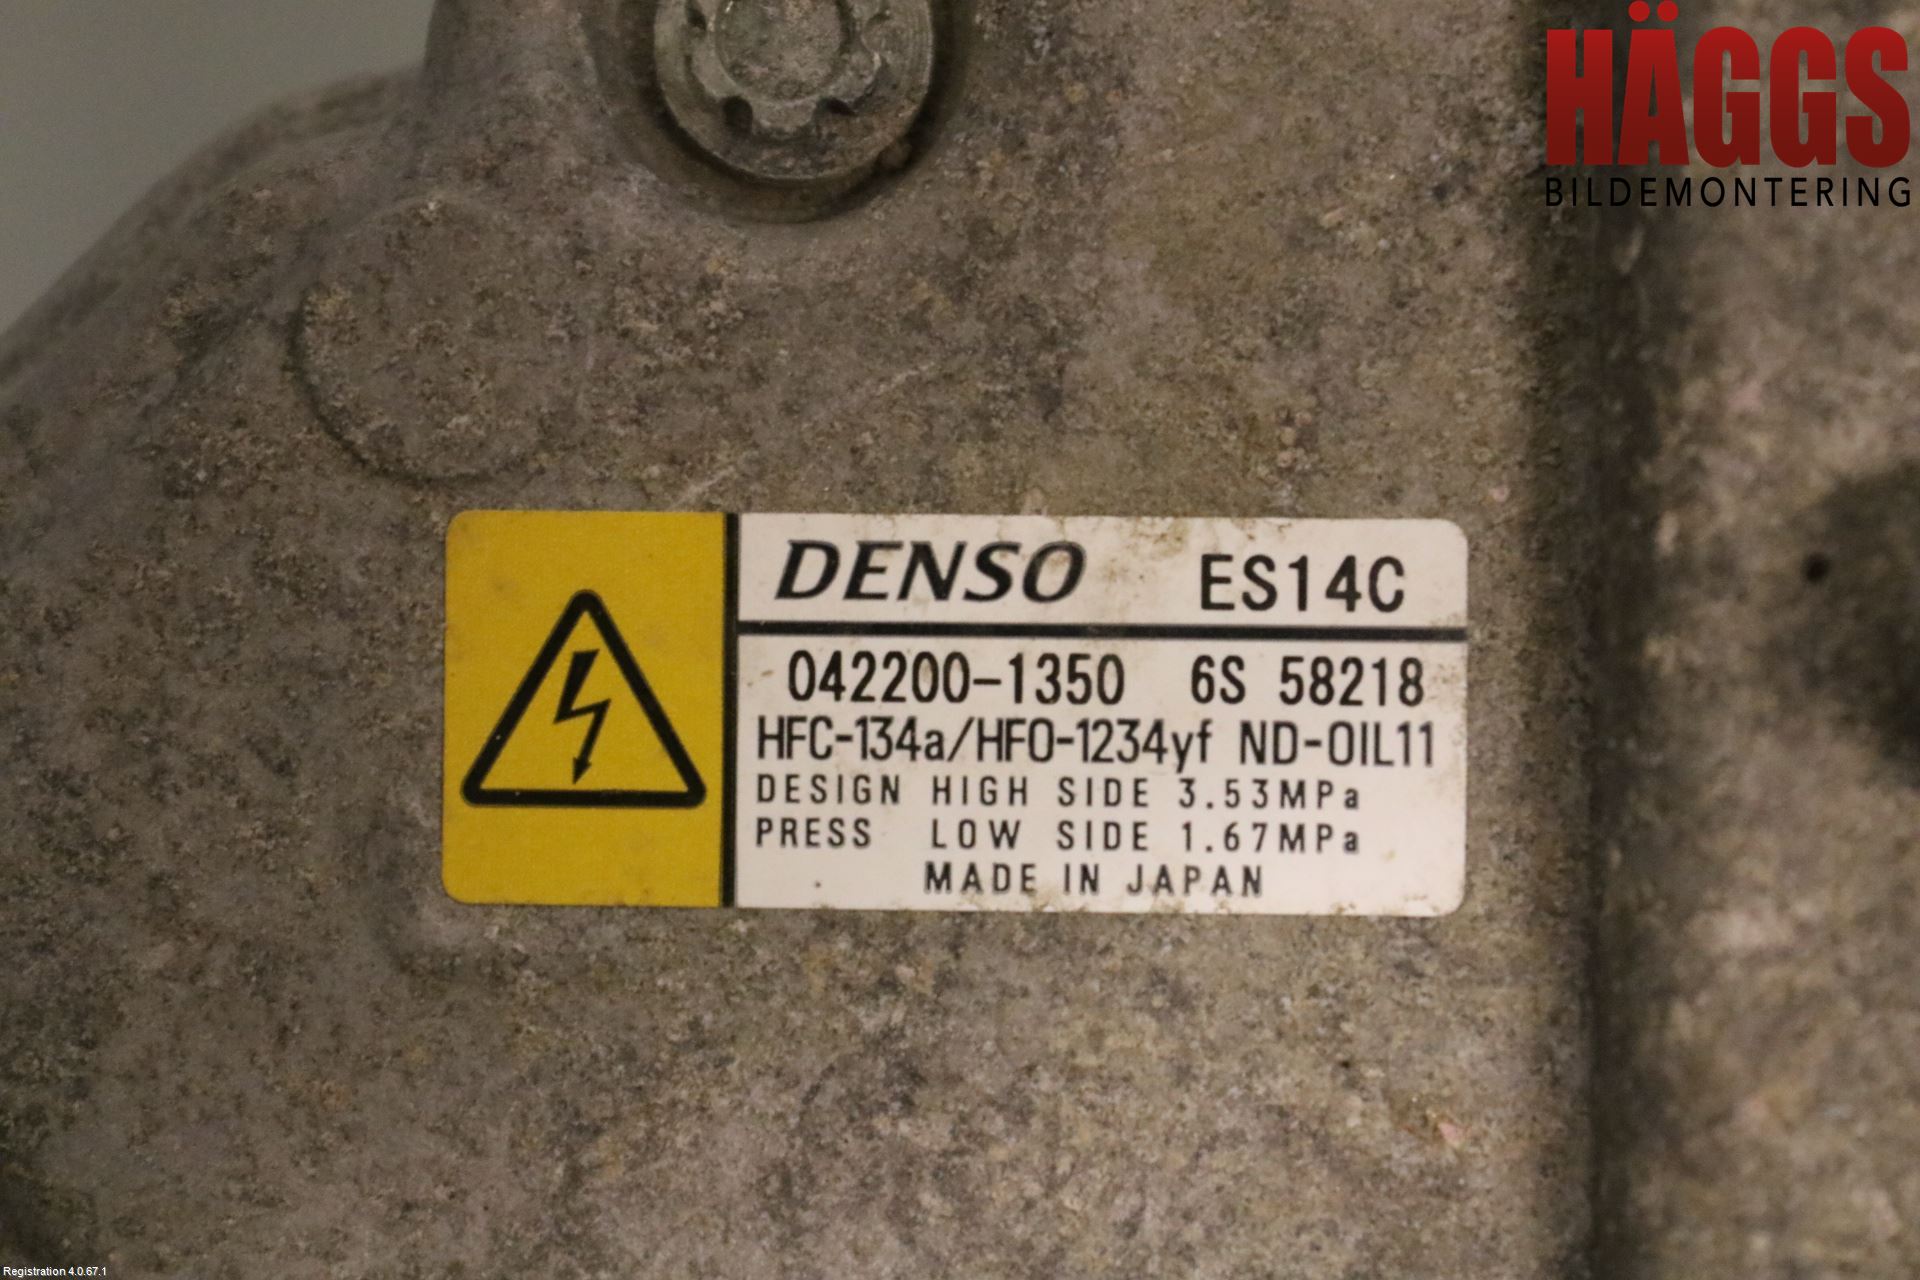 HÄGGS
BILDEMONTERING
DENSO ES14C
042200-1350 6S 58218
HFC-134a/HFO-1234yf ND-OIL11
DESIGN HIGH SIDE 3.53MPa
PRESS LOW SIDE 1.67MPa
MADE IN JAPAN
Registration 4.0.67.1